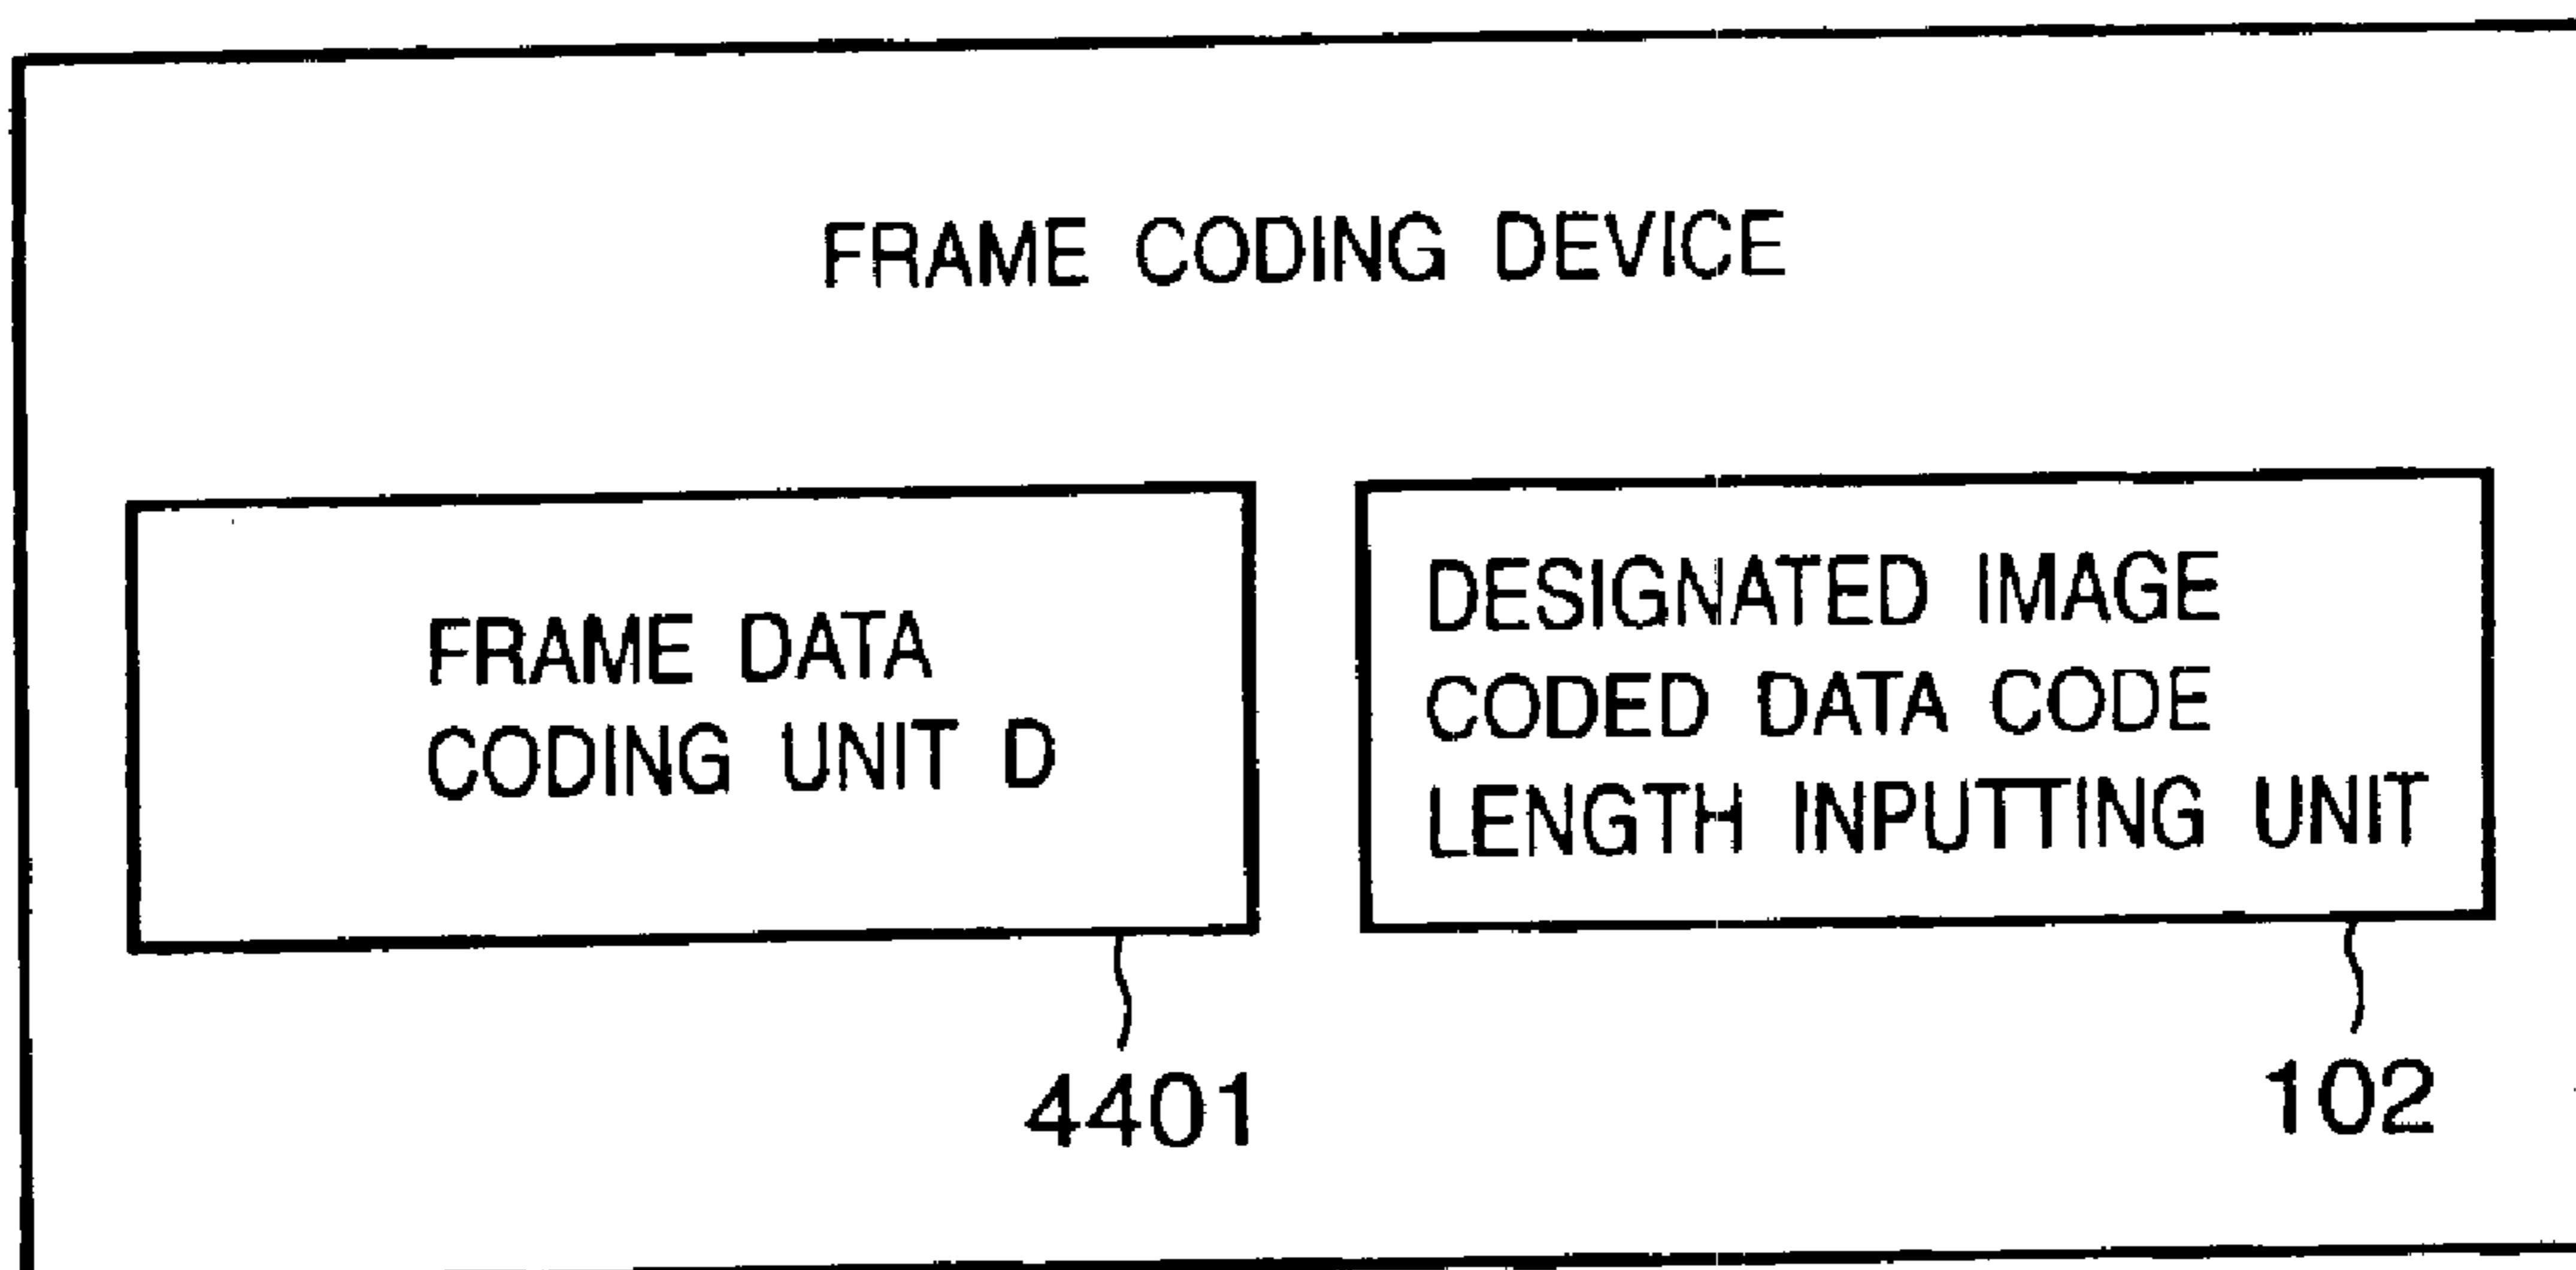 FRAME CODING DEVICE
FRAME DATA
CODING UNIT D
DESIGNATED IMAGE
CODED DATA CODE
LENGTH INPUTTING UNIT
4401
102